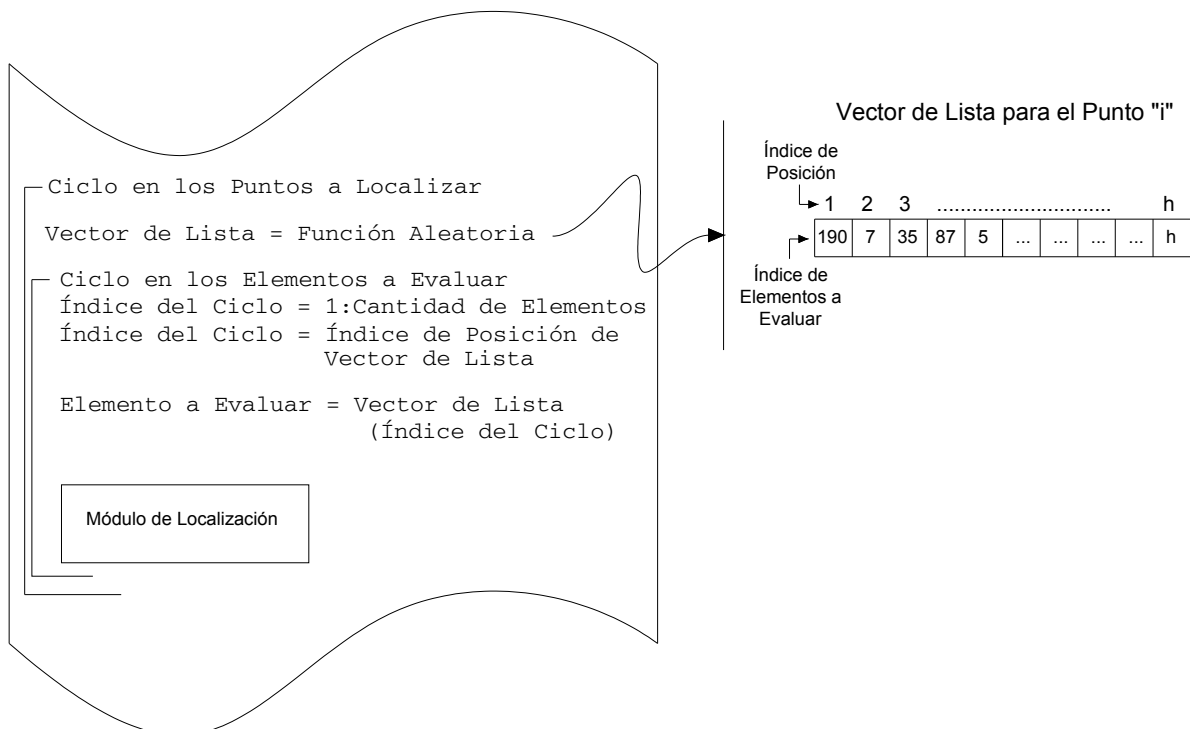 Ciclo en los Puntos a Localizar
Vector de Lista = Función Aleatoria
Ciclo en los Elementos a Evaluar
Índice del Ciclo = 1:Cantidad de Elementos
Índice del Ciclo = Índice de Posición de
Vector de Lista
Elemento a Evaluar = Vector de Lista
(Índice del Ciclo)
Módulo de Localización
Vector de Lista para el Punto "i"
Índice de
Posición
1 2 3 ............................. h
190 7 35 87 5 ... ... ... ... h
Índice de
Elementos a
Evaluar